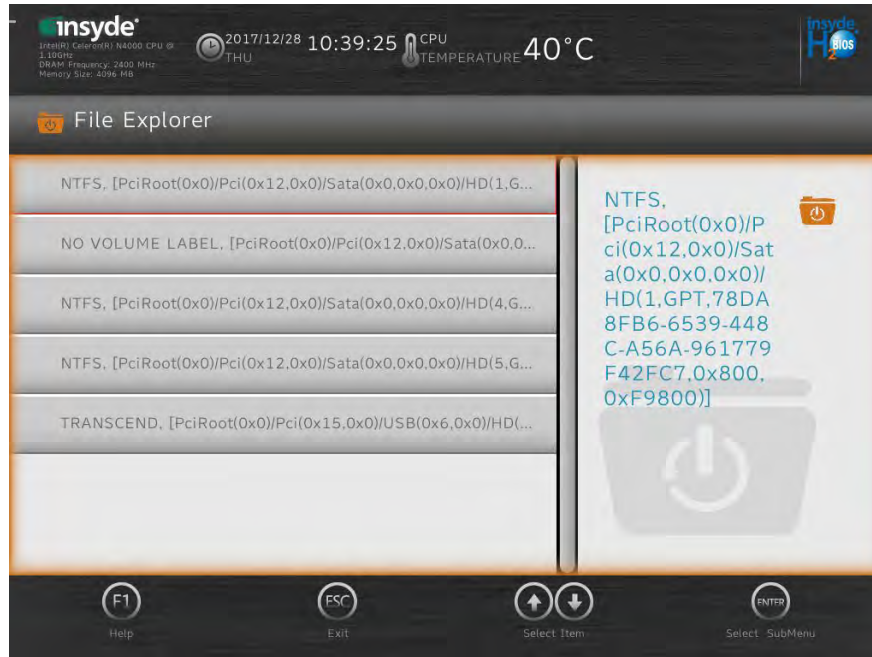 insyde
Intel(R) Celeron(R) N4000 CPU @
1.10GHz
DRAM Frequency: 2400 MHz
Memory Size: 4096 MB
2017/12/28
THU
10:39:25
CPU
TEMPERATURE
40°C
insyde
H2O
BIOS
File Explorer
NTFS, [PciRoot(0x0)/Pci(0x12,0x0)/Sata(0x0,0x0,0x0)/HD(1,G...
NO VOLUME LABEL, [PciRoot(0x0)/Pci(0x12,0x0)/Sata(0x0,0...
NTFS, [PciRoot(0x0)/Pci(0x12,0x0)/Sata(0x0,0x0,0x0)/HD(4,G...
NTFS, [PciRoot(0x0)/Pci(0x12,0x0)/Sata(0x0,0x0,0x0)/HD(5,G...
TRANSCEND, [PciRoot(0x0)/Pci(0x15,0x0)/USB(0x6,0x0)/HD(...
NTFS,
[PciRoot(0x0)/P
ci(0x12,0x0)/Sat
a(0x0,0x0,0x0)/
HD(1,GPT,78DA
8FB6-6539-448
C-A56A-961779
F42FC7,0x800,
0xF9800)]
F1
Help
ESC
Exit
Select Item
ENTER
Select SubMenu